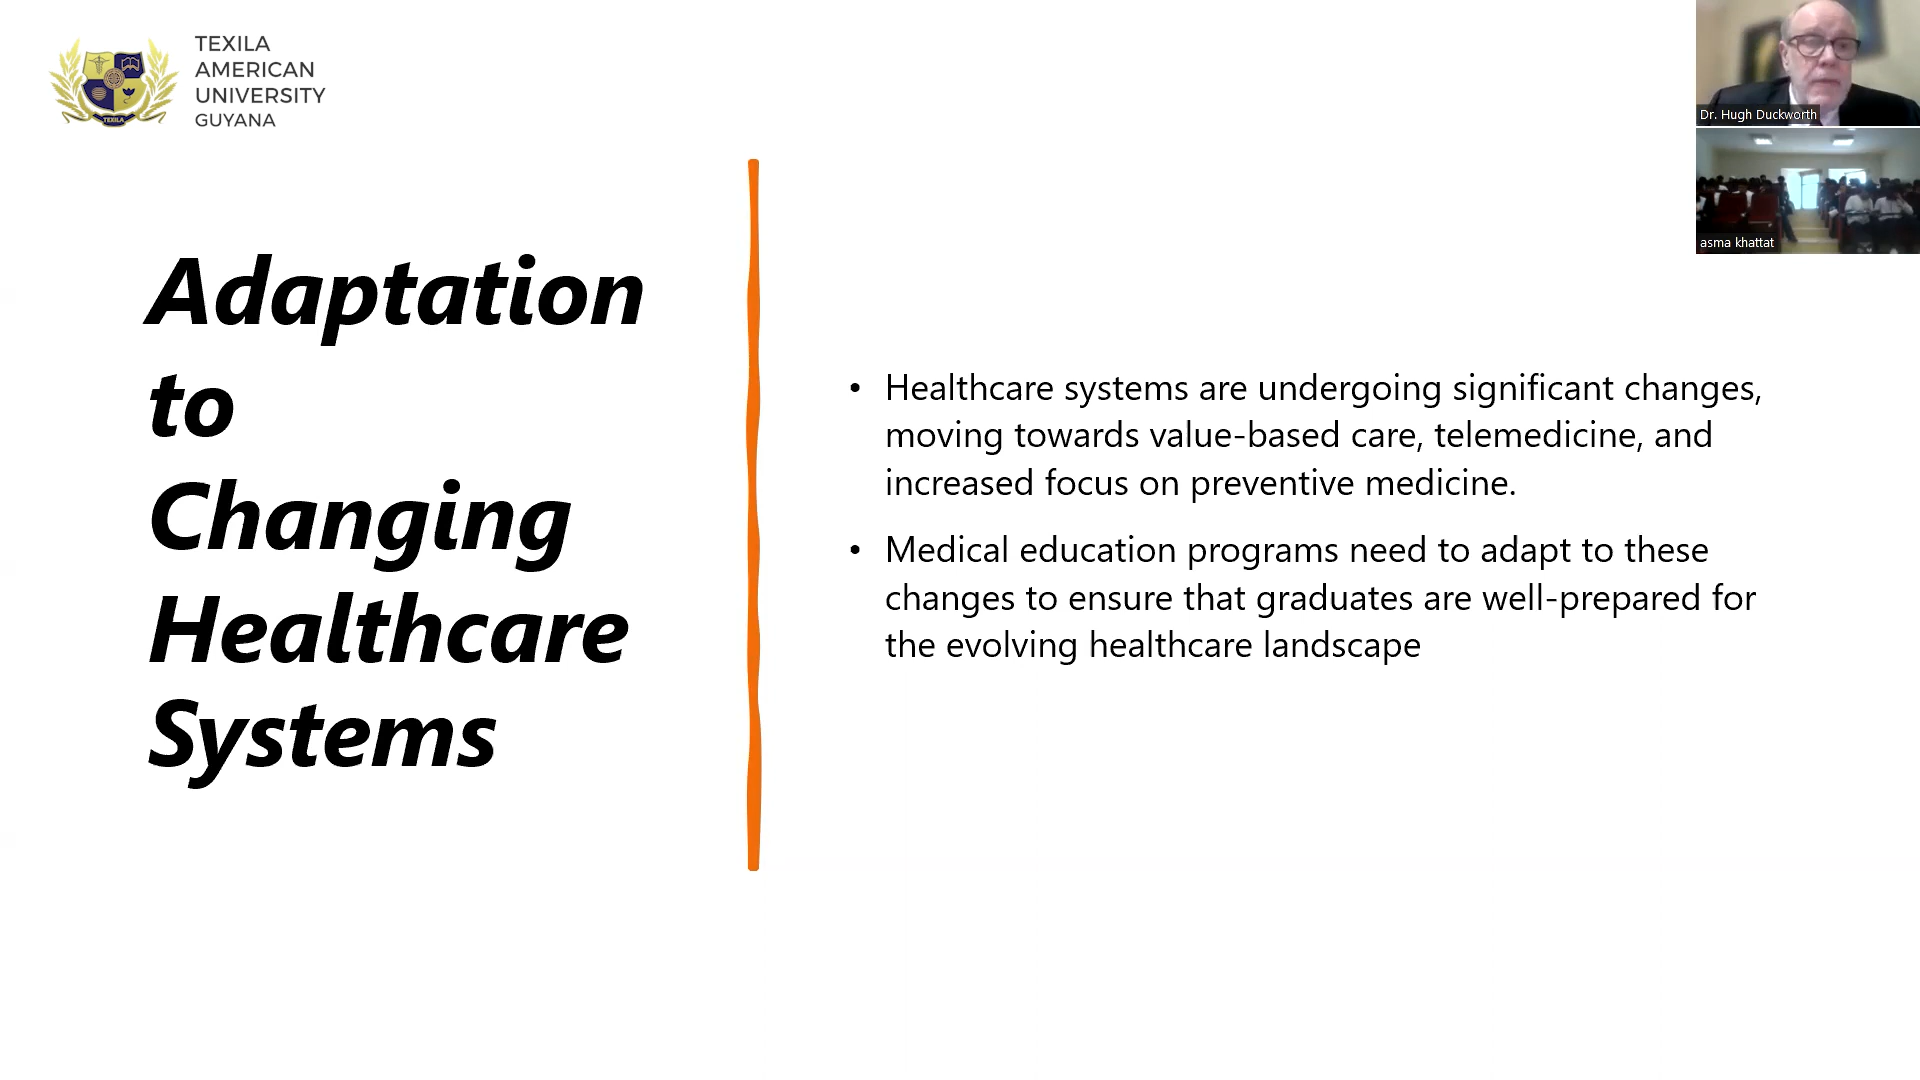 TEXILA
AMERICAN
UNIVERSITY
GUYANA
TEXILA
Adaptation
to
Changing
Healthcare
Systems
• Healthcare systems are undergoing significant changes,
moving towards value-based care, telemedicine, and
increased focus on preventive medicine.
• Medical education programs need to adapt to these
changes to ensure that graduates are well-prepared for
the evolving healthcare landscape
Dr. Hugh Duckworth
asma khattat